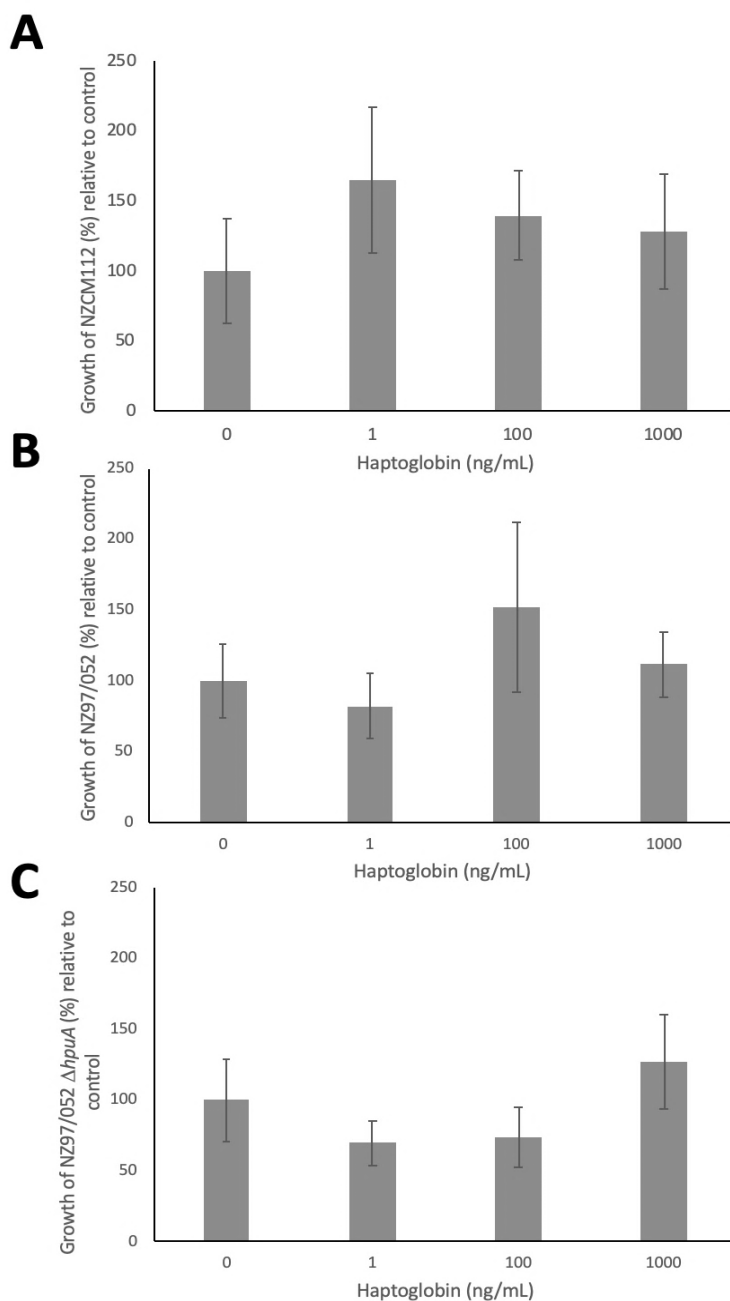 A
Growth of NZCM112 (%) relative to control
250
200
150
100
50
0
0 1 100 1000
Haptoglobin (ng/mL)
B
Growth of NZ97/052 (%) relative to control
250
200
150
100
50
0
0 1 100 1000
Haptoglobin (ng/mL)
C
Growth of NZ97/052 ΔhpuA (%) relative to
control
250
200
150
100
50
0
0 1 100 1000
Haptoglobin (ng/mL)